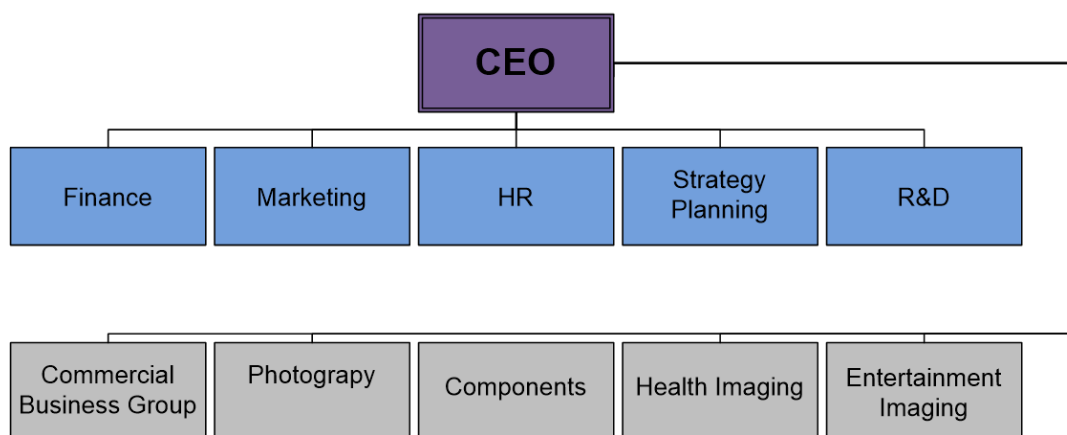 CEO
Finance
Marketing
HR
Strategy
Planning
R&D
Commercial
Business Group
Photograpy
Components
Health Imaging
Entertainment
Imaging